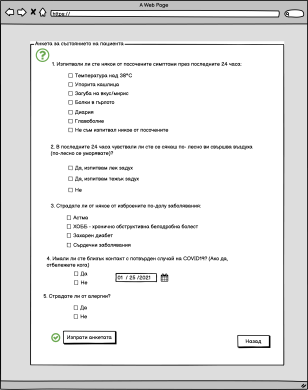 A Web Page
https://
Анкета за състоянието на пациента
1. Изпитвали ли сте някои от посочените симптоми през последните 24 часа:
Температура над 38°C
Упорита кашлица
Загуба на вкус/мирис
Болки в гърлото
Диария
Главоболие
Не съм изпитвал никое от посочените
2. В последните 24 часа чувствали ли сте се сякаш по- лесно ви свършва въздуха
(по-лесно се уморявате)?
Да, изпитвам лек задух
Да, изпитвам тежък задух
Не
3. Страдате ли от някое от изброените по-долу заболявания:
Астма
ХОББ - хронично обструктивна белодробна болест
Захарен диабет
Сърдечни заболявания
4. Имали ли сте близък контакт с потвърден случай на COVID19? (Ако да,
отбележете кога)
Да
01 / 25 /2021
Не
5. Страдате ли от алергии?
Да
Не
Изпрати анкетата
Назад